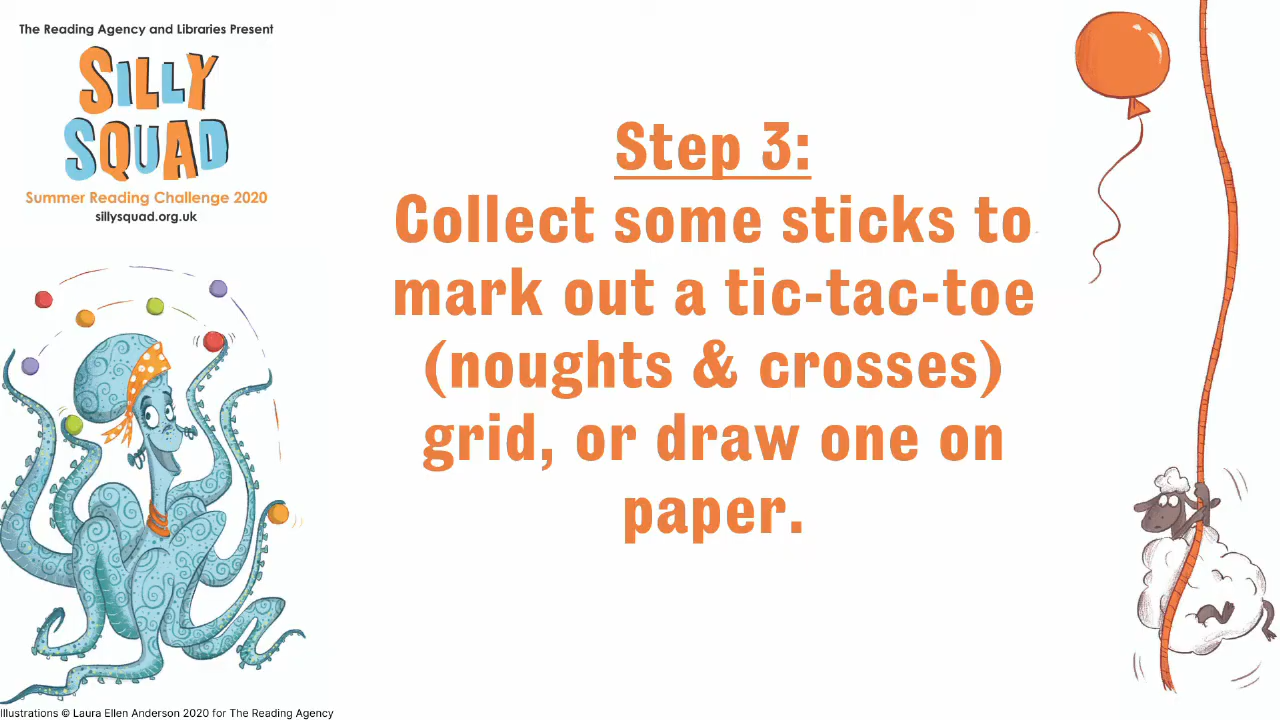 The Reading Agency and Libraries Present
SILLY
SQUAD
Summer Reading Challenge 2020
sillysquad.org.uk
Step 3:
Collect some sticks to
mark out a tic-tac-toe
(noughts & crosses)
grid, or draw one on
paper.
Illustrations © Laura Ellen Anderson 2020 for The Reading Agency